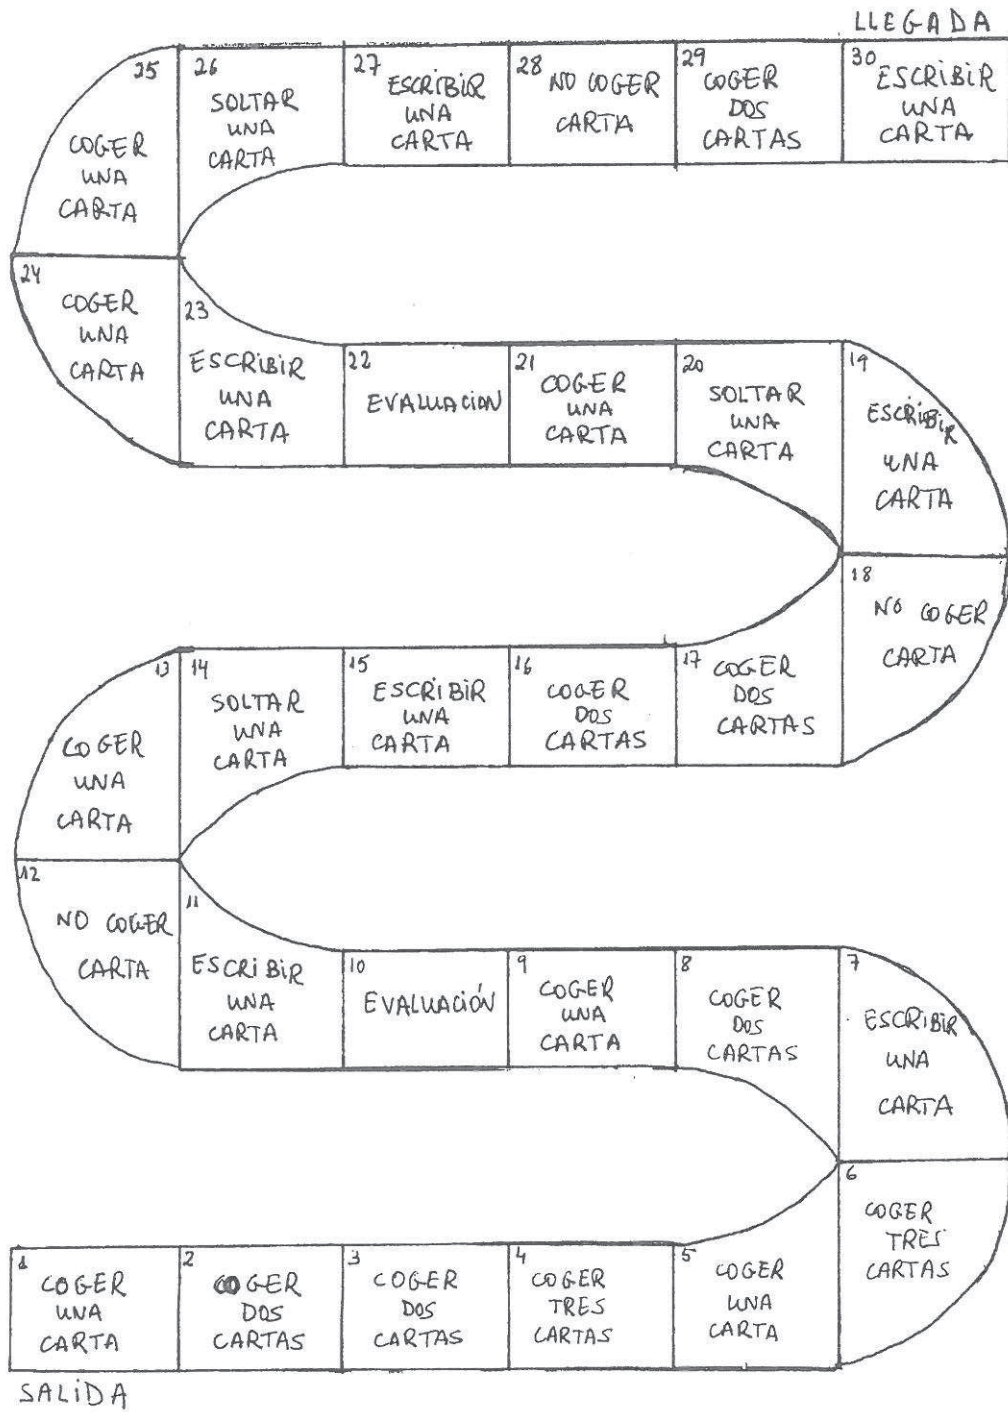 LLEGADA
25
COGER
UNA
CARTA
26
SOLTAR
UNA
CARTA
27
ESCRIBIR
UNA
CARTA
28
NO COGER
CARTA
29
COGER
DOS
CARTAS
30
ESCRIBIR
UNA
CARTA
24
COGER
UNA
CARTA
23
ESCRIBIR
UNA
CARTA
22
EVALUACION
21
COGER
UNA
CARTA
20
SOLTAR
UNA
CARTA
19
ESCRIBIR
UNA
CARTA
18
NO COGER
CARTA
13
COGER
UNA
CARTA
14
SOLTAR
UNA
CARTA
15
ESCRIBIR
UNA
CARTA
16
COGER
DOS
CARTAS
17
COGER
DOS
CARTAS
12
NO COGER
CARTA
11
ESCRIBIR
UNA
CARTA
10
EVALUACIÓN
9
COGER
UNA
CARTA
8
COGER
DOS
CARTAS
7
ESCRIBIR
UNA
CARTA
6
COGER
TRES
CARTAS
1
COGER
UNA
CARTA
2
COGER
DOS
CARTAS
3
COGER
DOS
CARTAS
4
COGER
TRES
CARTAS
5
COGER
UNA
CARTA
SALIDA